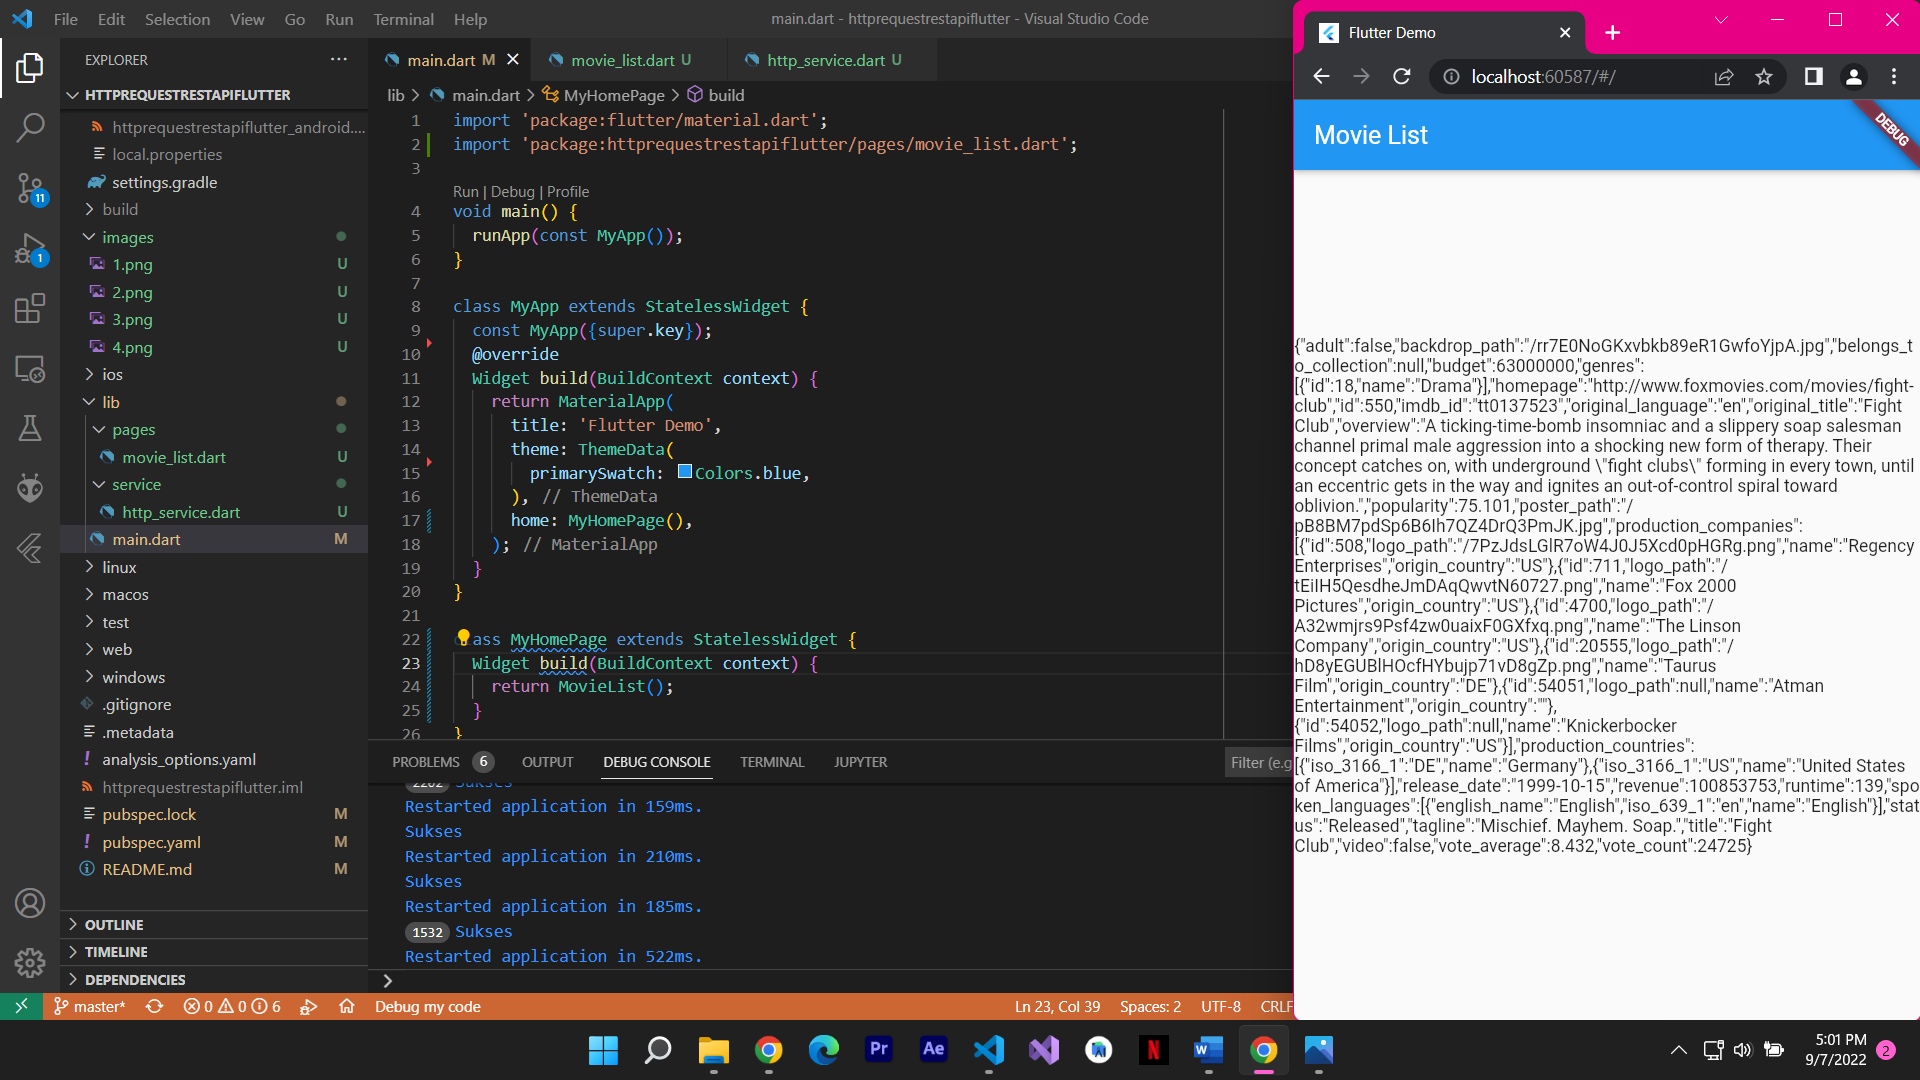 File Edit Selection View Go Run Terminal Help
main.dart - httprequestrestapiflutter - Visual Studio Code
EXPLORER
HTTPREQUESTRESTAPIFLUTTER
httprequestrestapiflutter_android....
local.properties
settings.gradle
build
images
1.png U
2.png U
3.png U
4.png U
ios
lib
pages
movie_list.dart U
service
http_service.dart U
main.dart M
linux
macos
test
web
windows
.gitignore
.metadata
analysis_options.yaml
httprequestrestapiflutter.iml
pubspec.lock M
pubspec.yaml M
README.md M
OUTLINE
TIMELINE
DEPENDENCIES
11
1
main.dart M movie_list.dart U http_service.dart U
lib > main.dart > MyHomePage > build
1 import 'package:flutter/material.dart';
2 import 'package:httprequestrestapiflutter/pages/movie_list.dart';
3
Run | Debug | Profile
4 void main() {
5 runApp(const MyApp());
6 }
7
8 class MyApp extends StatelessWidget {
9 const MyApp({super.key});
10 @override
11 Widget build(BuildContext context) {
12 return MaterialApp(
13 title: 'Flutter Demo',
14 theme: ThemeData(
15 primarySwatch: Colors.blue,
16 ), // ThemeData
17 home: MyHomePage(),
18 ); // MaterialApp
19 }
20 }
21
22 ass MyHomePage extends StatelessWidget {
23 Widget build(BuildContext context) {
24 return MovieList();
25 }
26 }
PROBLEMS 6 OUTPUT DEBUG CONSOLE TERMINAL JUPYTER Filter (e.g
2202 Sukses
Restarted application in 159ms.
Sukses
Restarted application in 210ms.
Sukses
Restarted application in 185ms.
1532 Sukses
Restarted application in 522ms.
master* 0 0 6 Debug my code Ln 23, Col 39 Spaces: 2 UTF-8 CRLF
Flutter Demo
localhost:60587/#/
Movie List
DEBUG
{"adult":false,"backdrop_path":"/rr7E0NoGKxvbkb89eR1GwfoYjpA.jpg","belongs_t
o_collection":null,"budget":63000000,"genres":
[{"id":18,"name":"Drama"}],"homepage":"http://www.foxmovies.com/movies/fight-
club","id":550,"imdb_id":"tt0137523","original_language":"en","original_title":"Fight
Club","overview":"A ticking-time-bomb insomniac and a slippery soap salesman
channel primal male aggression into a shocking new form of therapy. Their
concept catches on, with underground \"fight clubs\" forming in every town, until
an eccentric gets in the way and ignites an out-of-control spiral toward
oblivion.","popularity":75.101,"poster_path":"/
pB8BM7pdSp6B6Ih7QZ4DrQ3PmJK.jpg","production_companies":
[{"id":508,"logo_path":"/7PzJdsLGlR7oW4J0J5Xcd0pHGRg.png","name":"Regency
Enterprises","origin_country":"US"},{"id":711,"logo_path":"/
tEiIH5QesdheJmDAqQwvtN60727.png","name":"Fox 2000
Pictures","origin_country":"US"},{"id":4700,"logo_path":"/
A32wmjrs9Psf4zw0uaixF0GXfxq.png","name":"The Linson
Company","origin_country":"US"},{"id":20555,"logo_path":"/
hD8yEGUBlHOcfHYbujp71vD8gZp.png","name":"Taurus
Film","origin_country":"DE"},{"id":54051,"logo_path":null,"name":"Atman
Entertainment","origin_country":""},
{"id":54052,"logo_path":null,"name":"Knickerbocker
Films","origin_country":"US"}],"production_countries":
[{"iso_3166_1":"DE","name":"Germany"},{"iso_3166_1":"US","name":"United States
of America"}],"release_date":"1999-10-15","revenue":100853753,"runtime":139,"spo
ken_languages":[{"english_name":"English","iso_639_1":"en","name":"English"}],"stat
us":"Released","tagline":"Mischief. Mayhem. Soap.","title":"Fight
Club","video":false,"vote_average":8.432,"vote_count":24725}
Pr Ae N W
5:01 PM
9/7/2022 2